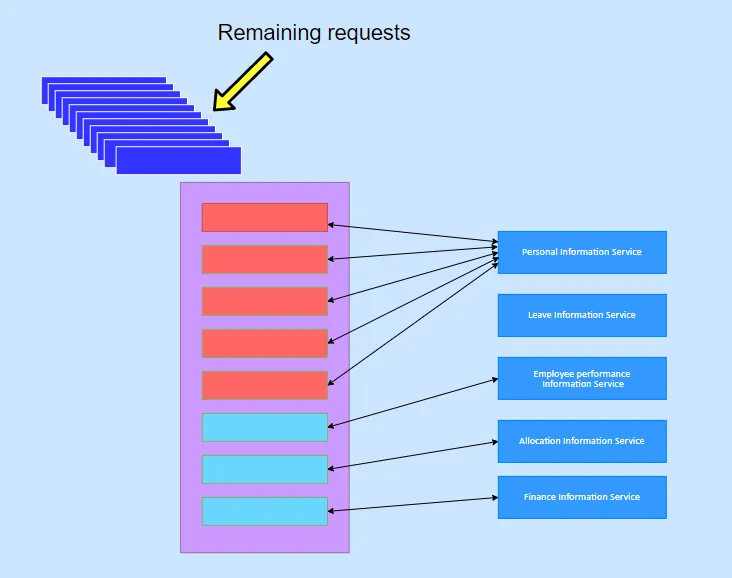 Remaining requests
Personal Information Service
Leave Information Service
Employee performance
Information Service
Allocation Information Service
Finance Information Service